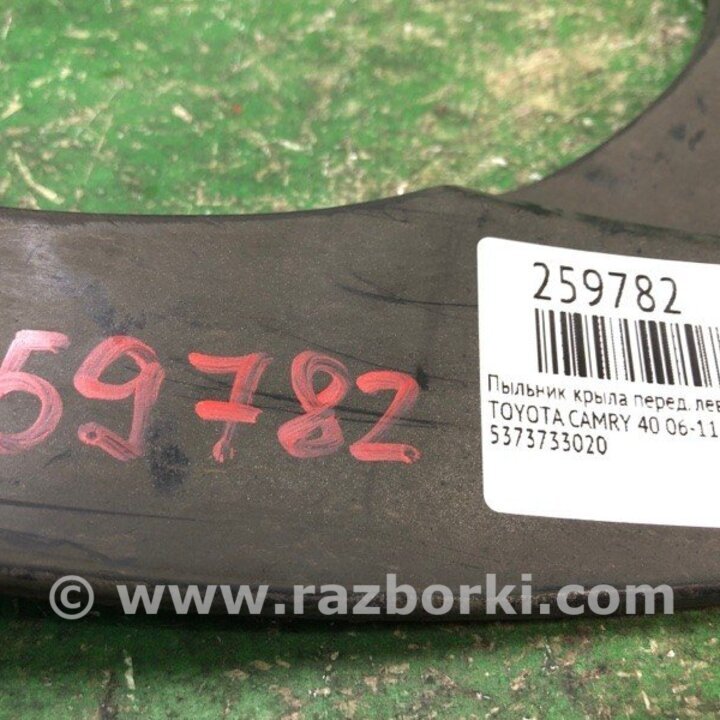 259782
Пыльник крыла перед. лев
TOYOTA CAMRY 40 06-11
5373733020
59782
© www.razborki.com